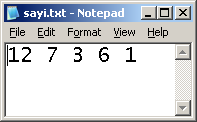 sayi.txt - Notepad
File Edit Format View Help
12 7 3 6 1